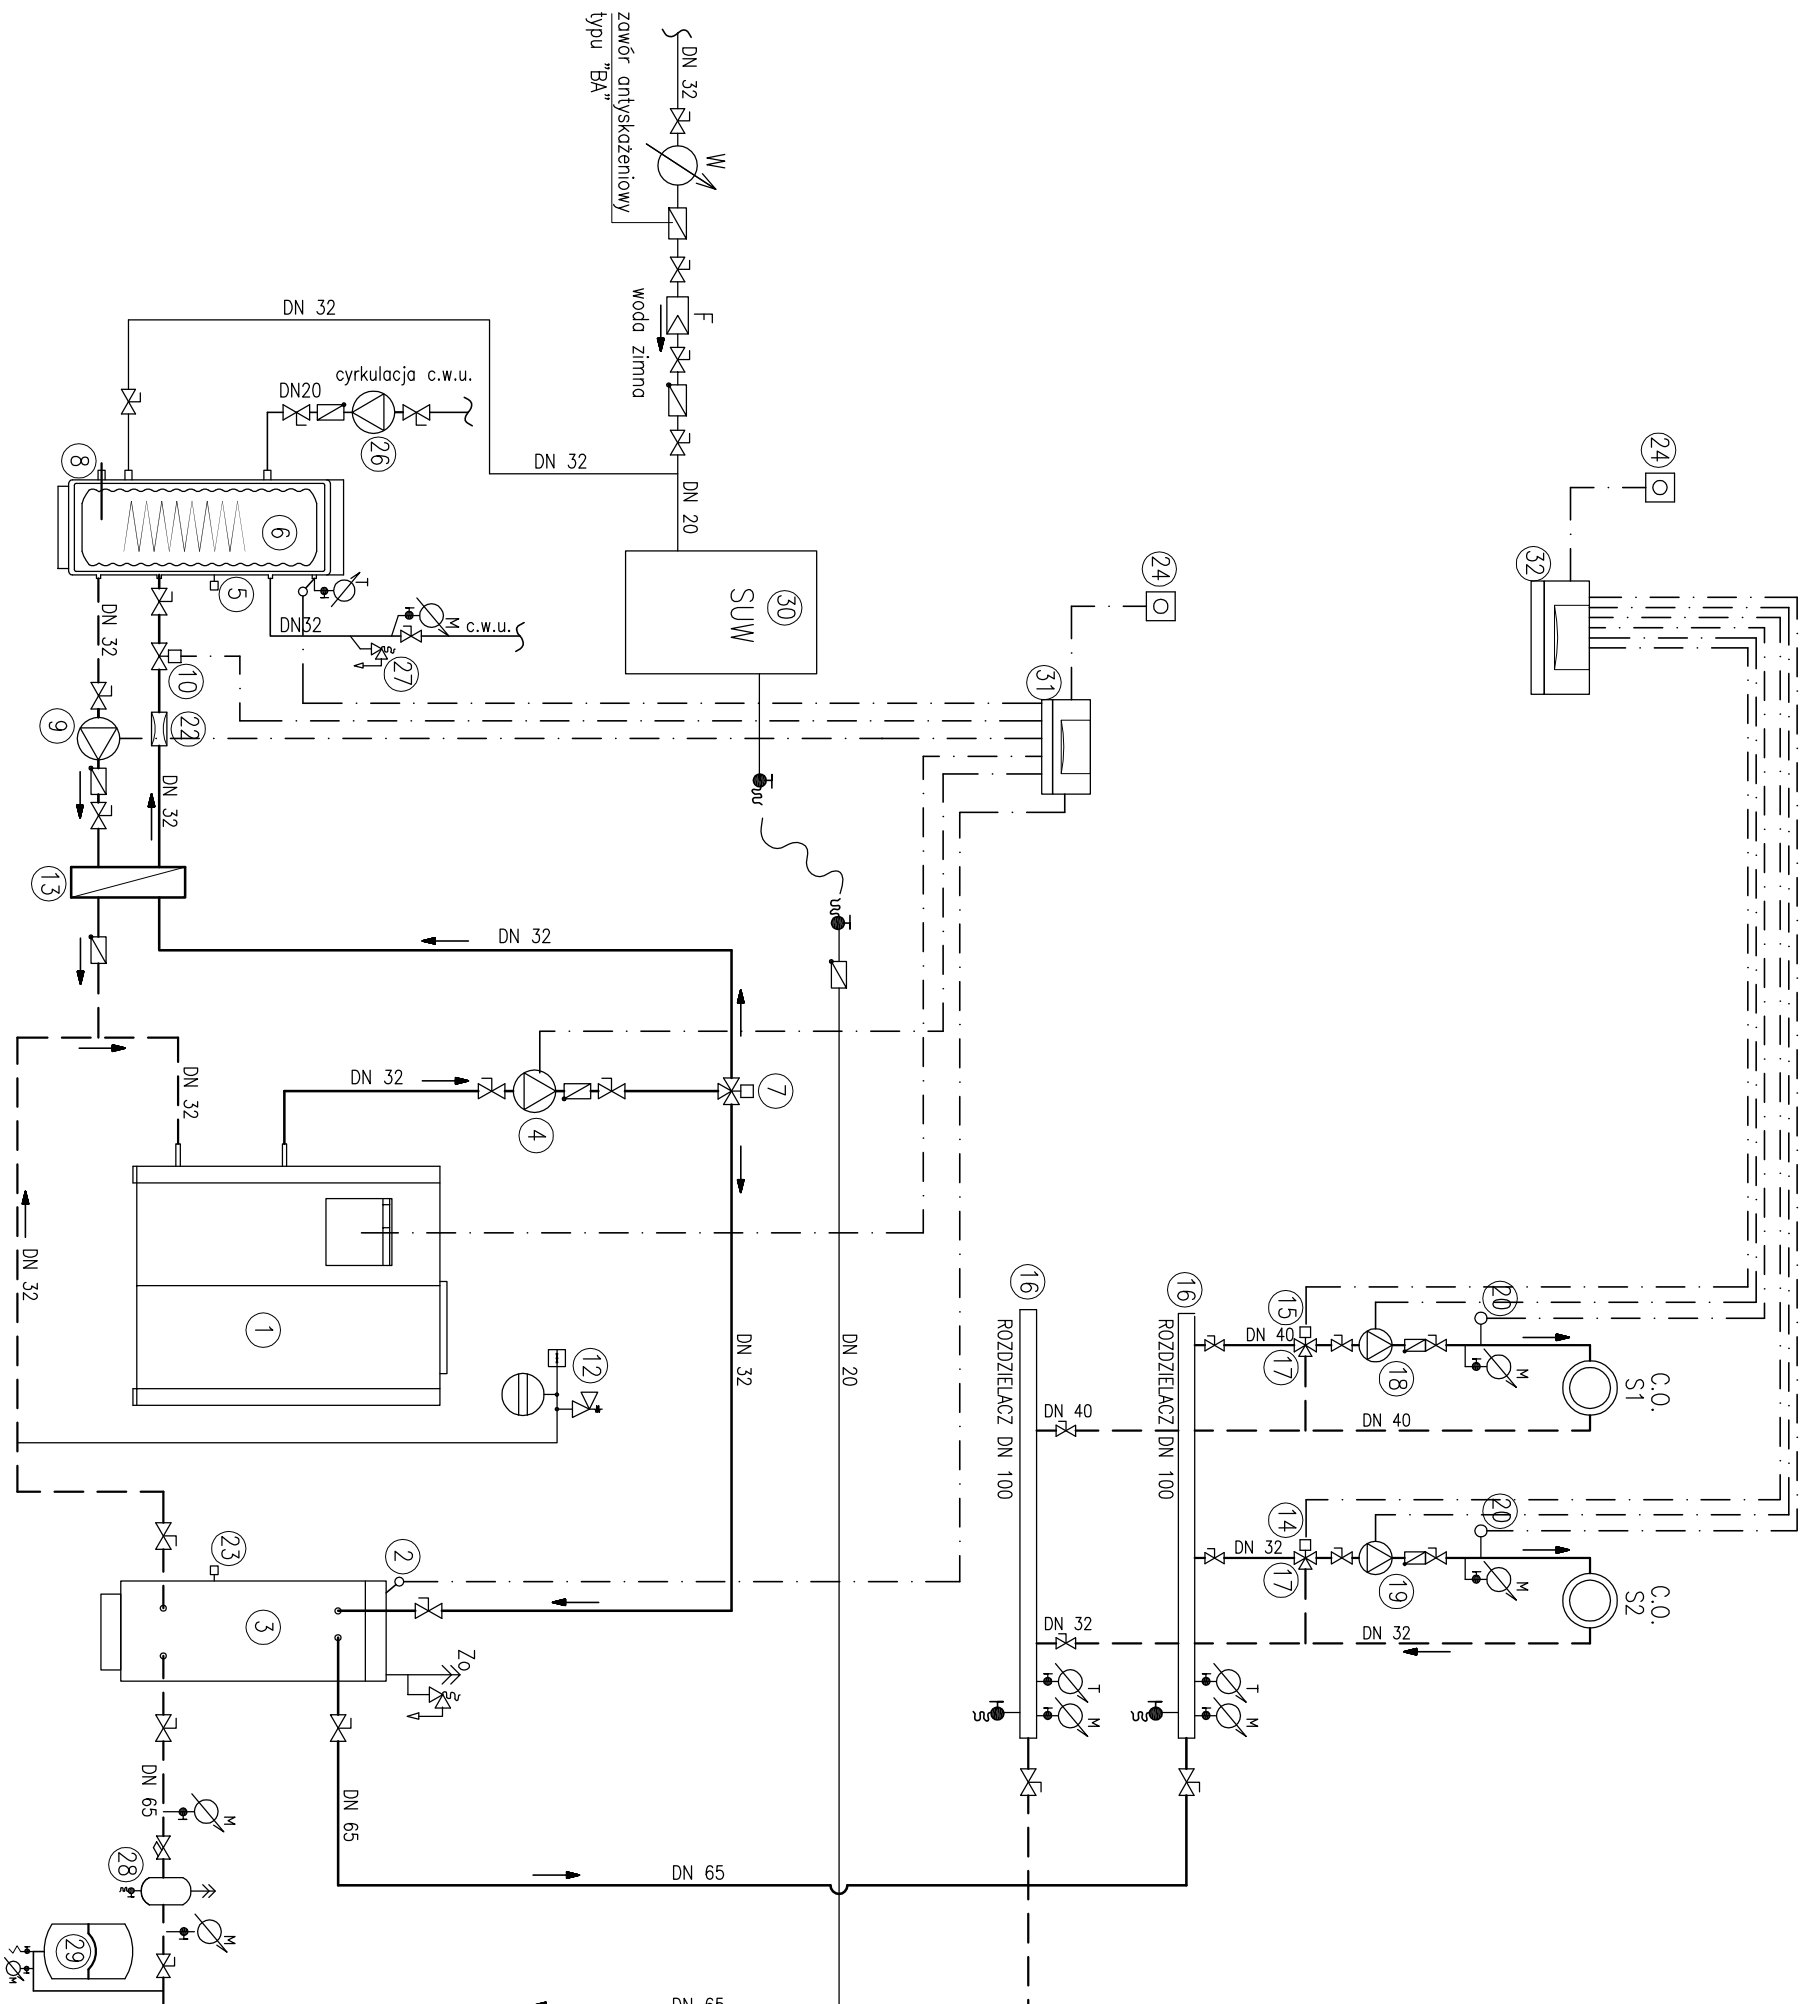 zawór antyskażeniowy
typu "BA"
DN 32
W
F
woda zimna
DN 32
cyrkulacja c.w.u.
DN20
26
DN 32
DN 20
8
6
5
T
DN32
M
c.w.u.
27
30
SUW
24
32
24
31
DN 32
10
9
22
DN 32
13
DN 32
DN 32
DN 32
4
7
DN 32
1
12
DN 32
DN 20
16
ROZDZIELACZ DN 100
16
ROZDZIELACZ DN 100
15
DN 40
17
18
20
M
C.O.
S1
DN 40
DN 40
14
DN 32
17
19
20
M
C.O.
S2
DN 32
DN 32
T
M
T
M
23
2
3
Zo
DN 65
DN 65
M
28
M
29
M
DN 65
DN 65